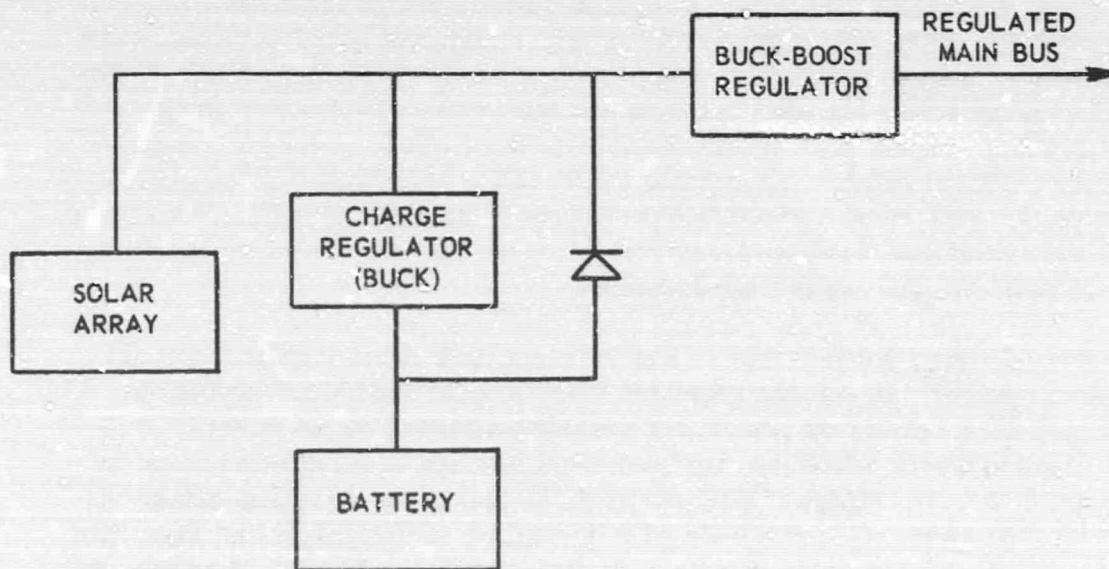 REGULATED
MAIN BUS
BUCK-BOOST
REGULATOR
CHARGE
REGULATOR
(BUCK)
SOLAR
ARRAY
BATTERY